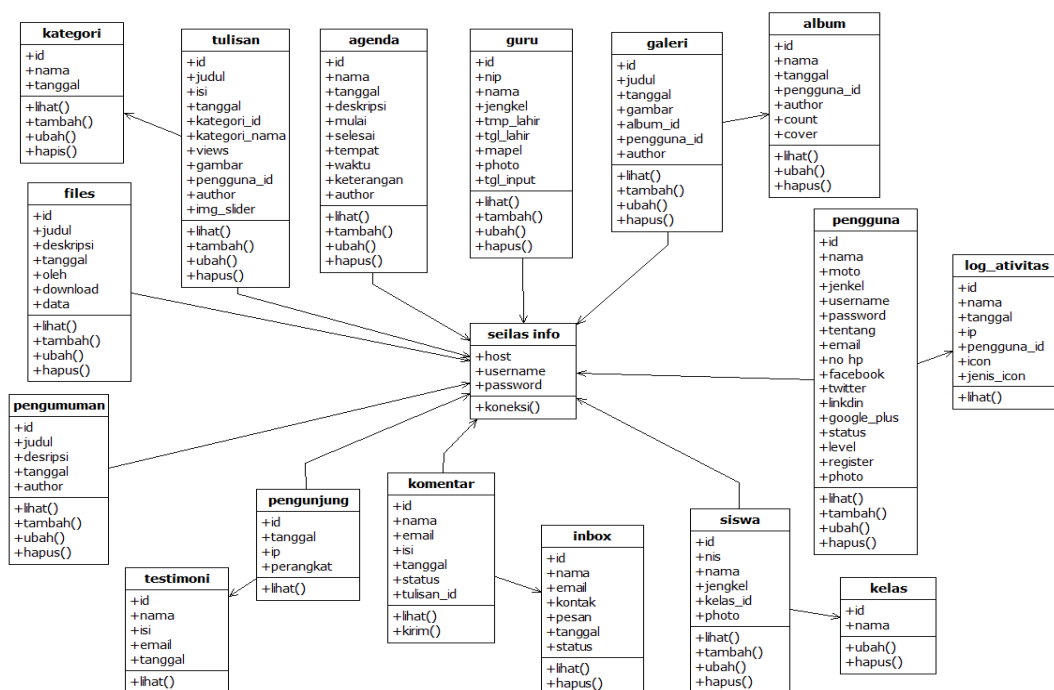 kategori
+id
+nama
+tanggal
+lihat()
+tambah()
+ubah()
+hapis()
tulisan
+id
+judul
+isi
+tanggal
+kategori_id
+kategori_nama
+views
+gambar
+pengguna_id
+author
+img_slider
+lihat()
+tambah()
+ubah()
+hapus()
agenda
+id
+nama
+tanggal
+deskripsi
+mulai
+selesai
+tempat
+waktu
+keterangan
+author
+lihat()
+tambah()
+ubah()
+hapus()
guru
+id
+nip
+nama
+jengkel
+tmp_lahir
+tgl_lahir
+mapel
+photo
+tgl_input
+lihat()
+tambah()
+ubah()
+hapus()
galeri
+id
+judul
+tanggal
+gambar
+album_id
+pengguna_id
+author
+lihat()
+tambah()
+ubah()
+hapus()
album
+id
+nama
+tanggal
+pengguna_id
+author
+count
+cover
+lihat()
+ubah()
+hapus()
files
+id
+judul
+deskripsi
+tanggal
+oleh
+download
+data
+lihat()
+tambah()
+ubah()
+hapus()
seilas info
+host
+username
+password
+koneksi()
pengguna
+id
+nama
+moto
+jenkel
+username
+password
+tentang
+email
+no hp
+facebook
+twitter
+linkdin
+google_plus
+status
+level
+register
+photo
+lihat()
+tambah()
+ubah()
+hapus()
log_ativitas
+id
+nama
+tanggal
+ip
+pengguna_id
+icon
+jenis_icon
+lihat()
pengumuman
+id
+judul
+desripsi
+tanggal
+author
+lihat()
+tambah()
+ubah()
+hapus()
pengunjung
+id
+tanggal
+ip
+perangkat
+lihat()
komentar
+id
+nama
+email
+isi
+tanggal
+status
+tulisan_id
+lihat()
+kirim()
inbox
+id
+nama
+email
+kontak
+pesan
+tanggal
+status
+lihat()
+hapus()
siswa
+id
+nis
+nama
+jengkel
+kelas_id
+photo
+lihat()
+tambah()
+ubah()
+hapus()
kelas
+id
+nama
+ubah()
+hapus()
testimoni
+id
+nama
+isi
+email
+tanggal
+lihat()